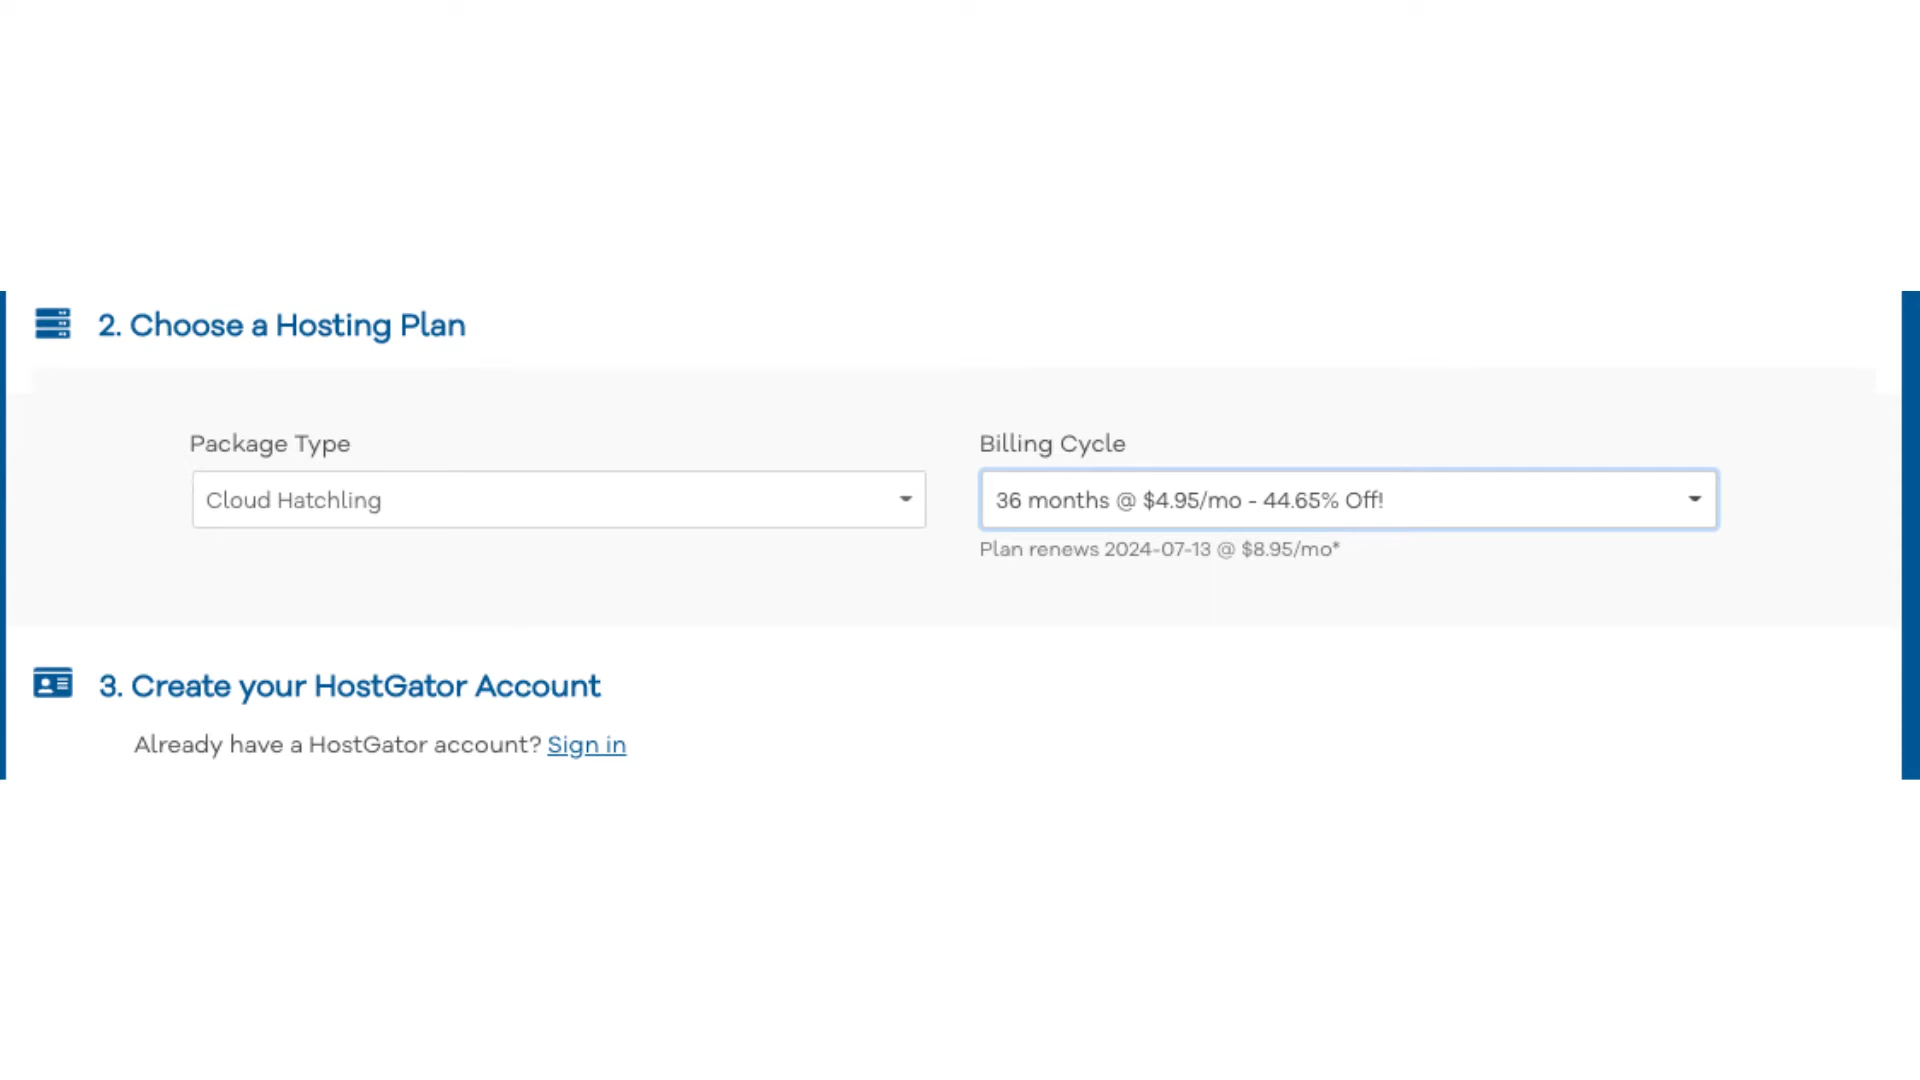 2. Choose a Hosting Plan
Package Type
Cloud Hatchling
Billing Cycle
36 months @ $4.95/mo - 44.65% Off!
Plan renews 2024-07-13 @ $8.95/mo*
3. Create your HostGator Account
Already have a HostGator account? Sign in